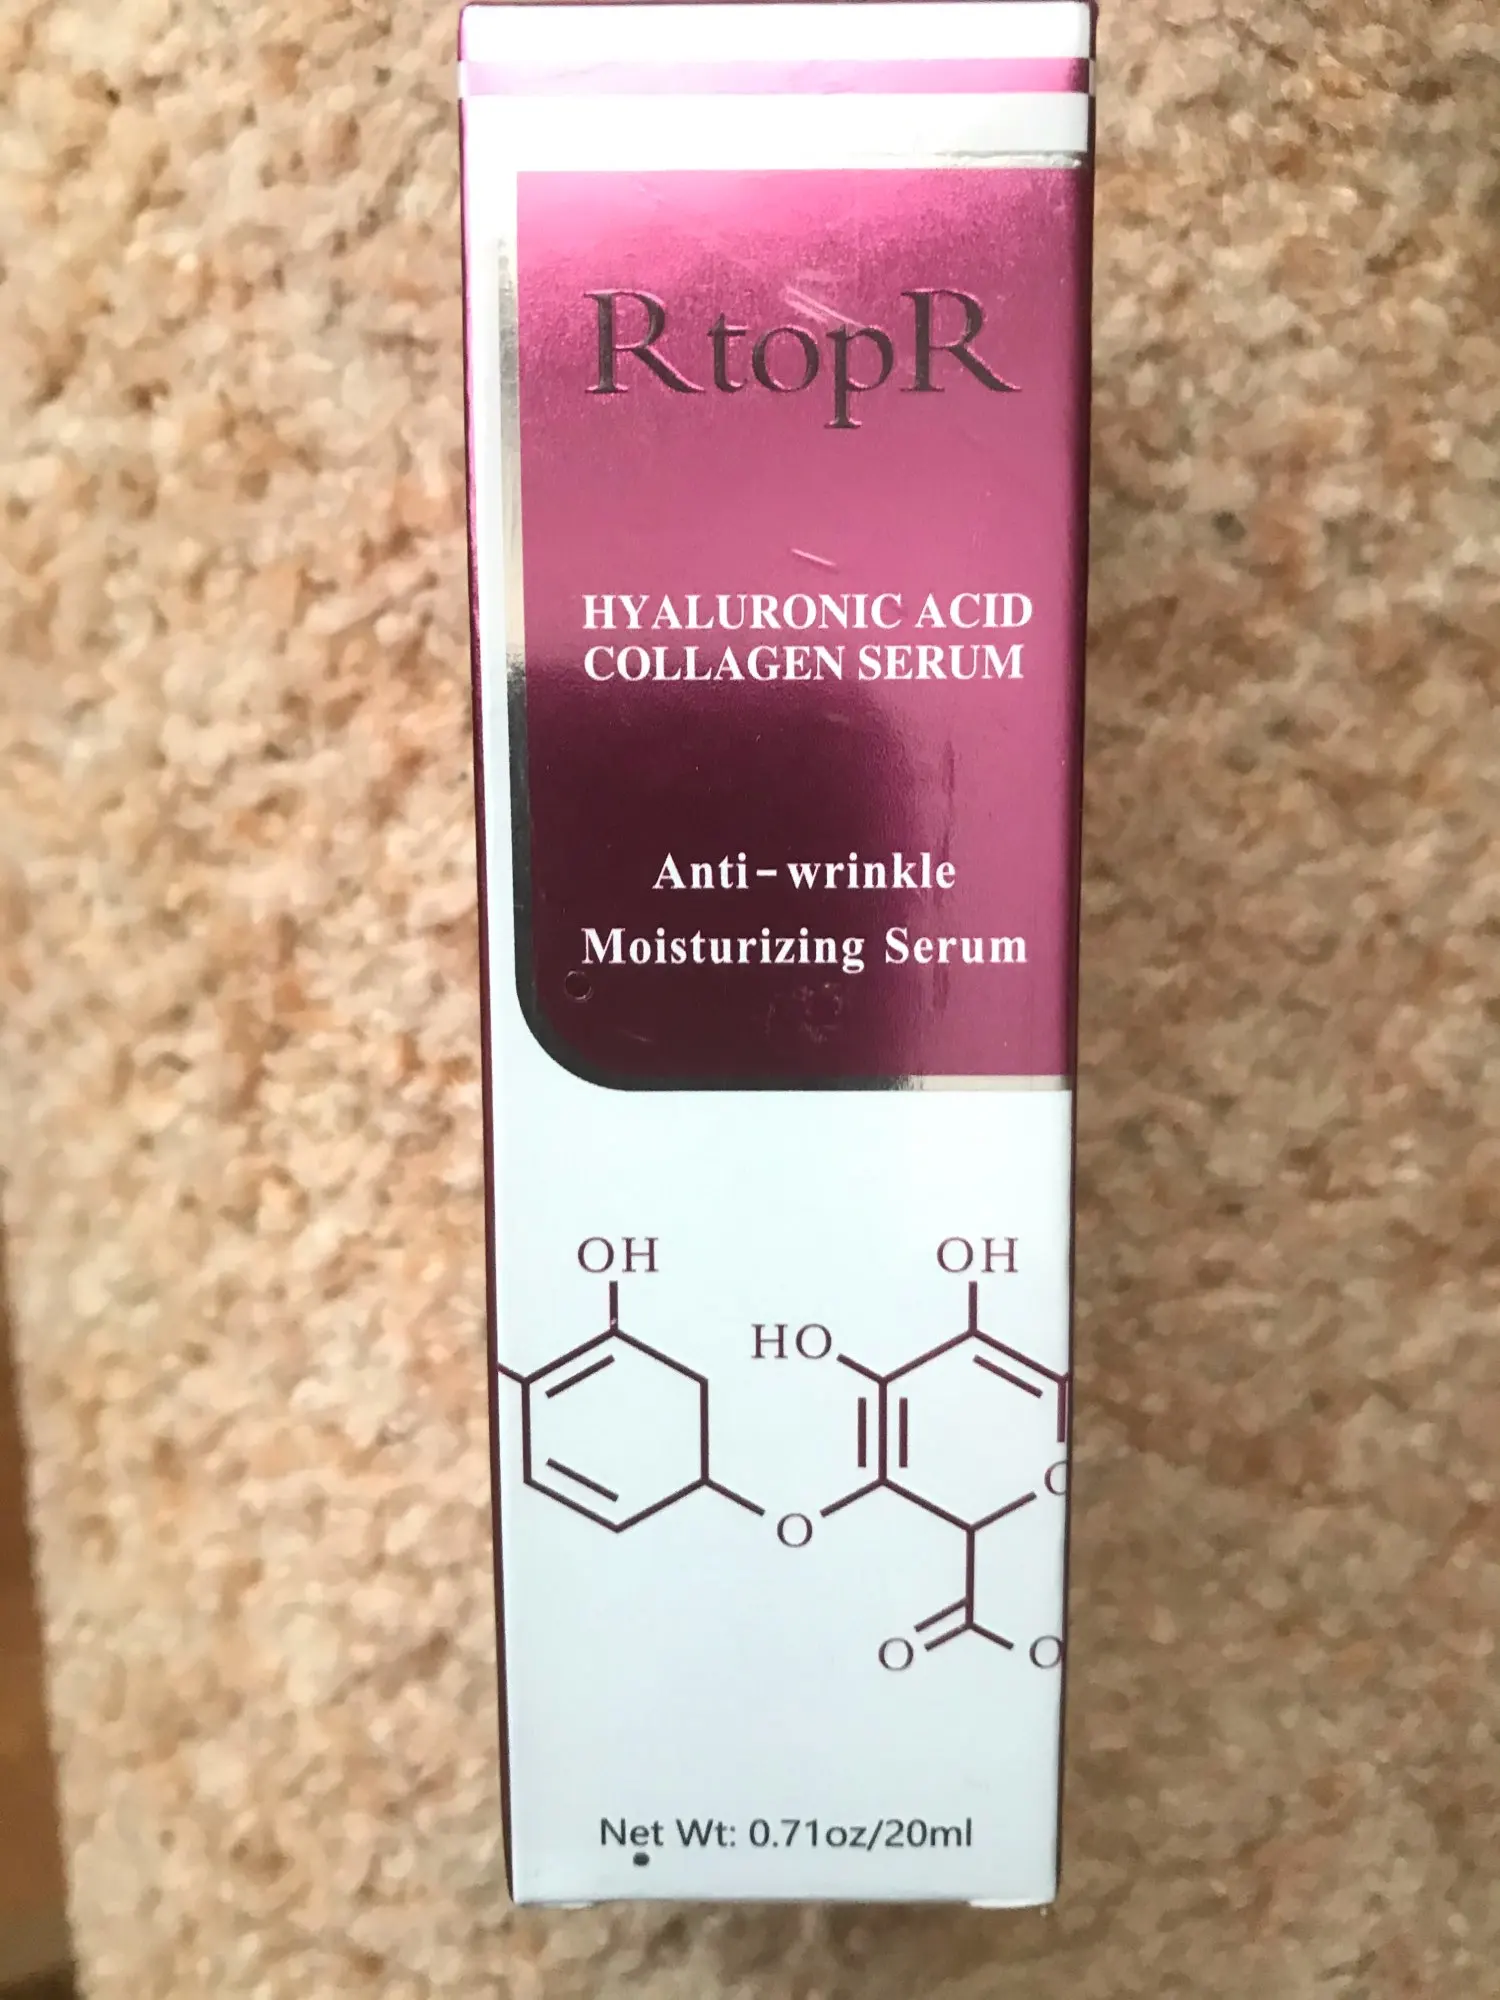 RtopR
HYALURONIC ACID
COLLAGEN SERUM
Anti-wrinkle
Moisturizing Serum
OH OH
HO
O
O O
Net Wt: 0.71oz/20ml